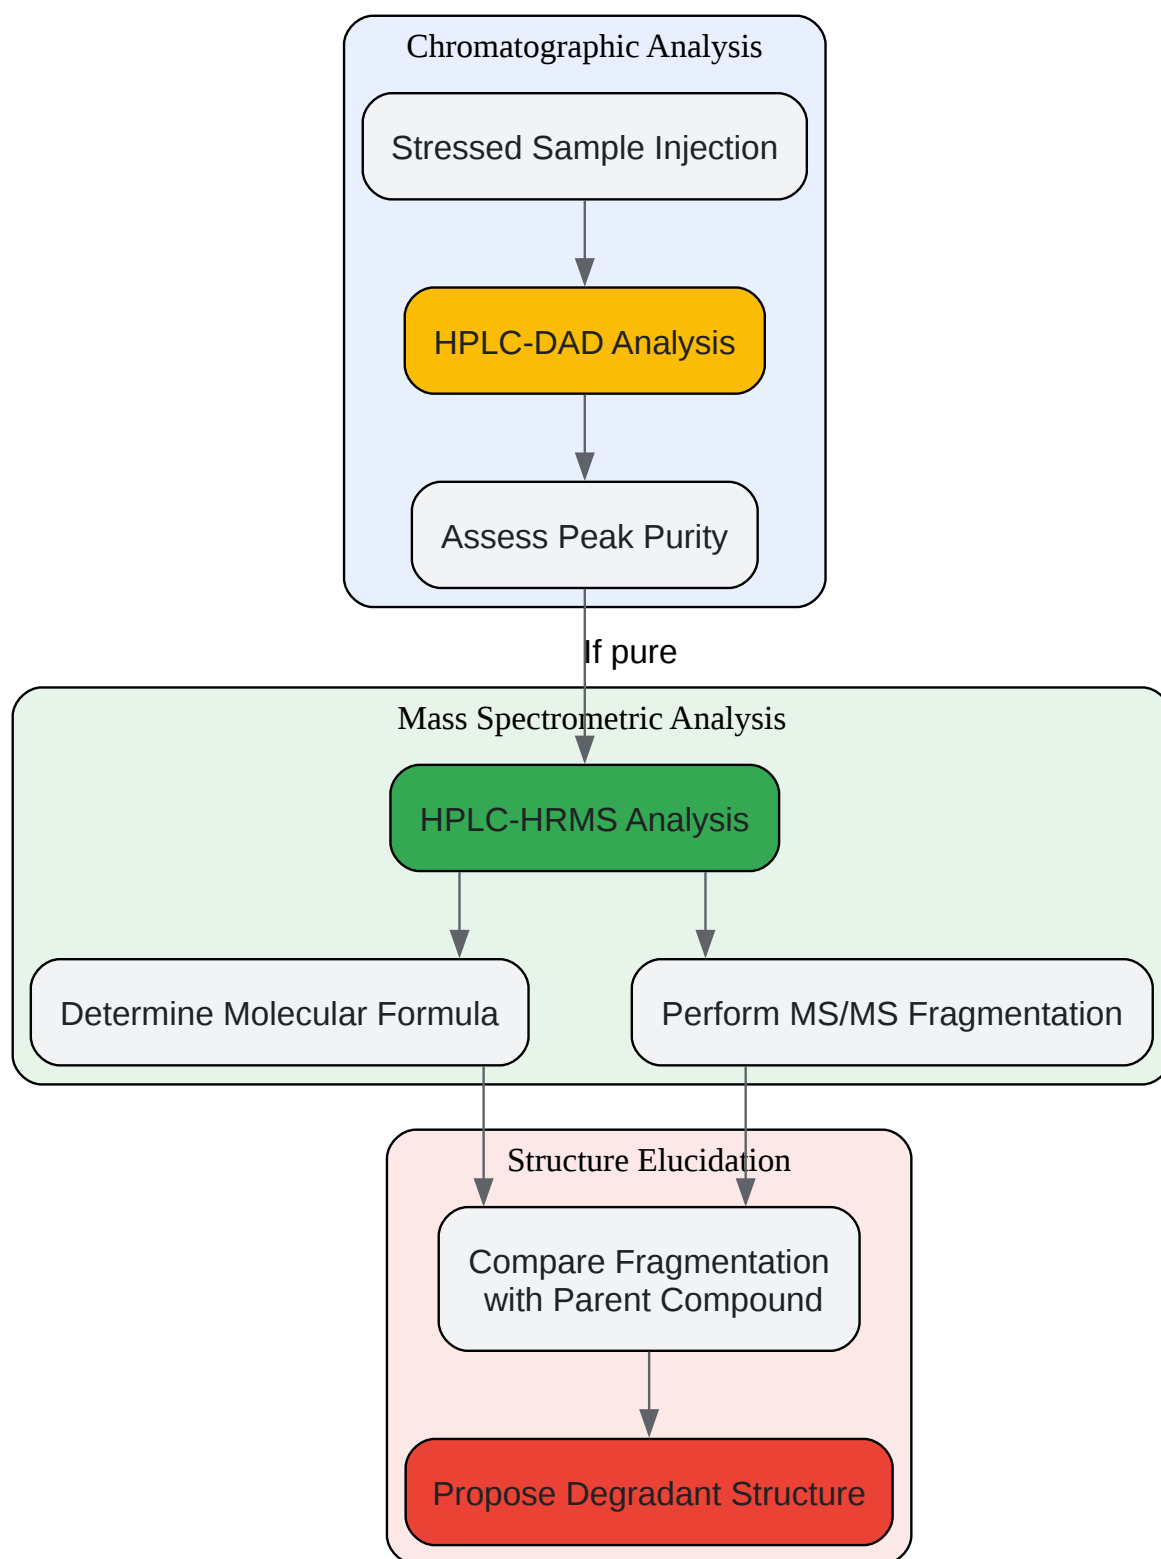 Chromatographic Analysis
Stressed Sample Injection
HPLC-DAD Analysis
Assess Peak Purity
If pure
Mass Spectrometric Analysis
HPLC-HRMS Analysis
Determine Molecular Formula
Perform MS/MS Fragmentation
Structure Elucidation
Compare Fragmentation
with Parent Compound
Propose Degradant Structure